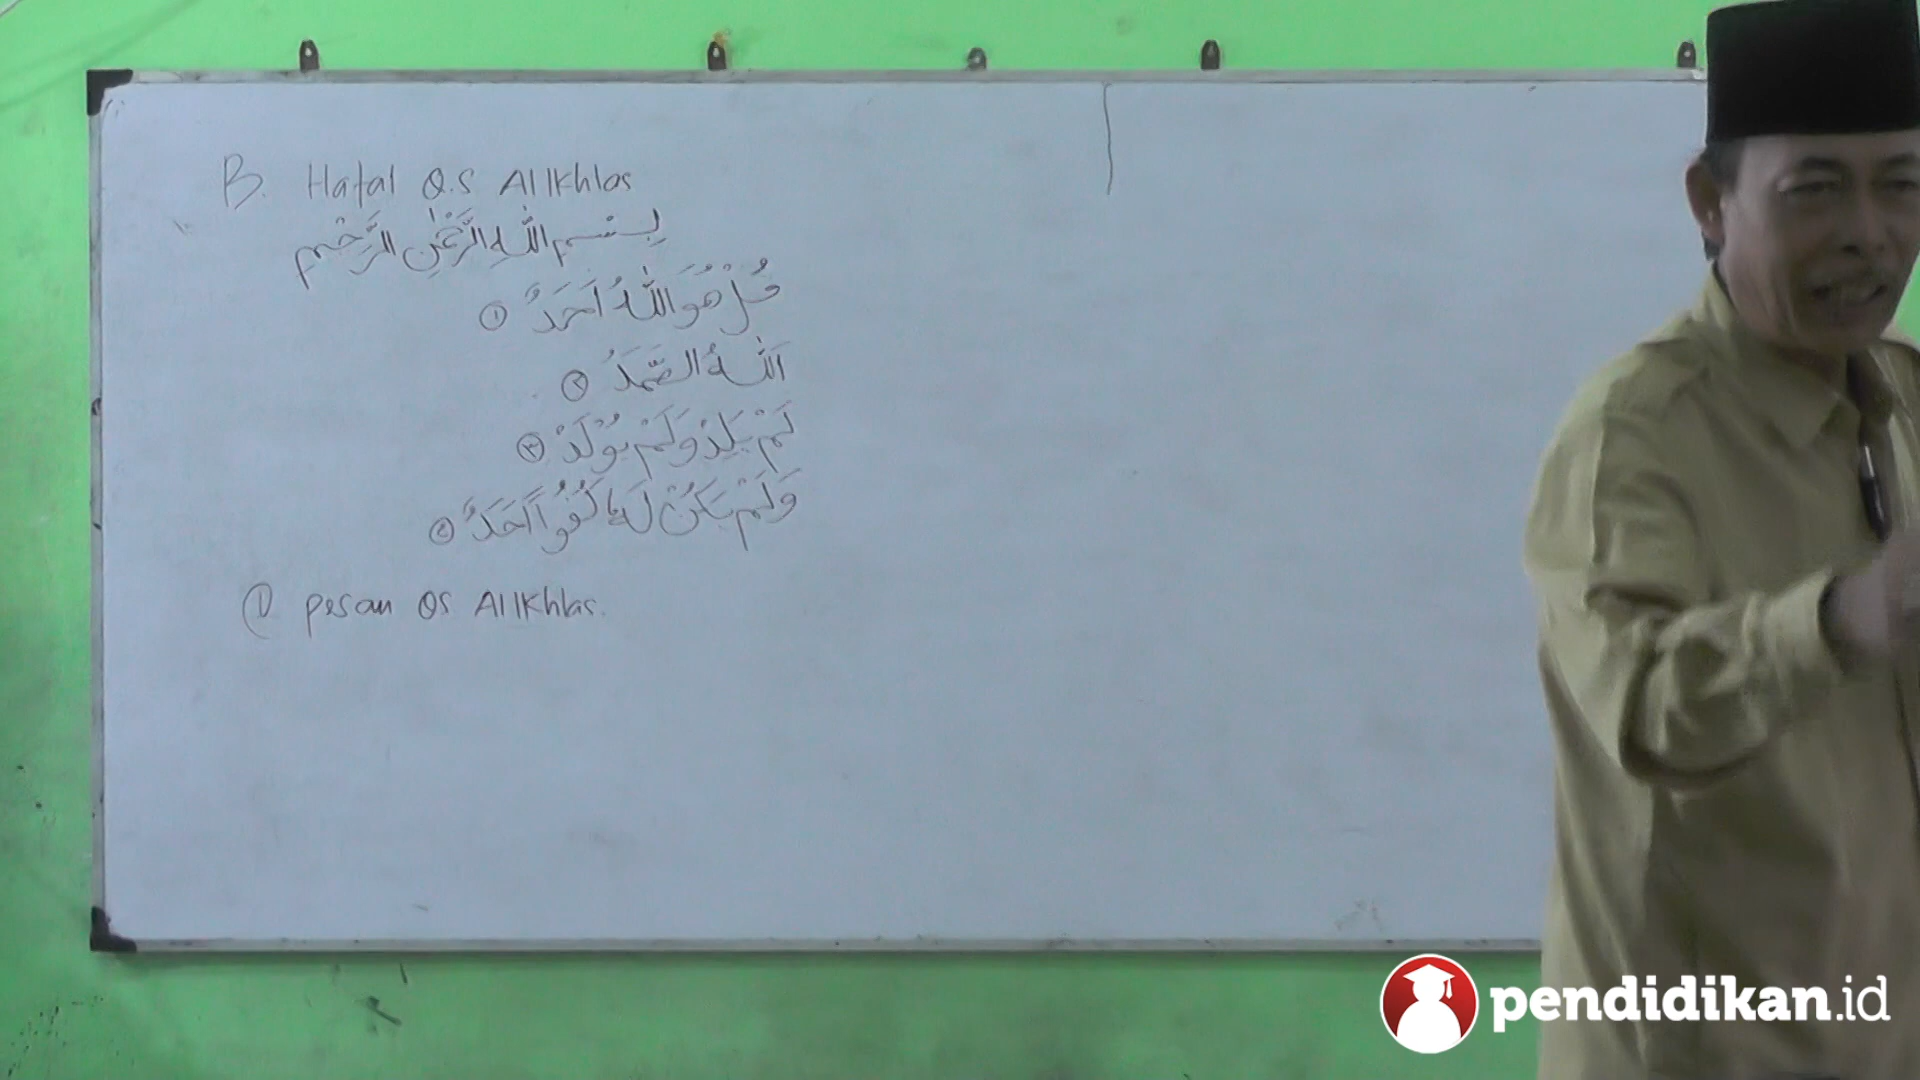 B. Hafal Q.S Al Ikhlas
بِسْمِ اللّٰهِ الرَّحْمٰنِ الرَّحِيْمِ
قُلْ هُوَ اللّٰهُ اَحَدٌ ①
اَللّٰهُ الصَّمَدُ ②
لَمْ يَلِدْ وَلَمْ يُوْلَدْ ③
وَلَمْ يَكُنْ لَهٗ كُفُوًا اَحَدٌ ④
① pesan QS Al Ikhlas.
pendidikan.id